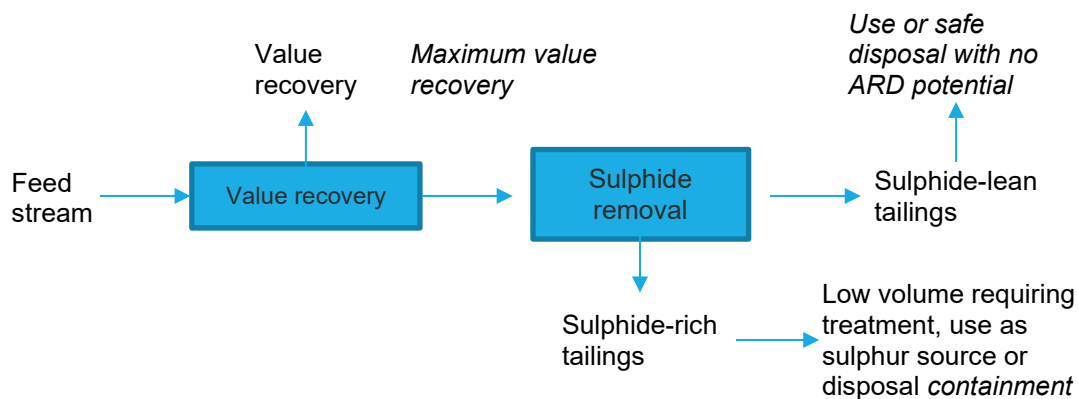 Value
recovery
Maximum value
recovery
Use or safe
disposal with no
ARD potential
Feed
stream
Value recovery
Sulphide
removal
Sulphide-lean
tailings
Sulphide-rich
tailings
Low volume requiring
treatment, use as
sulphur source or
disposal containment